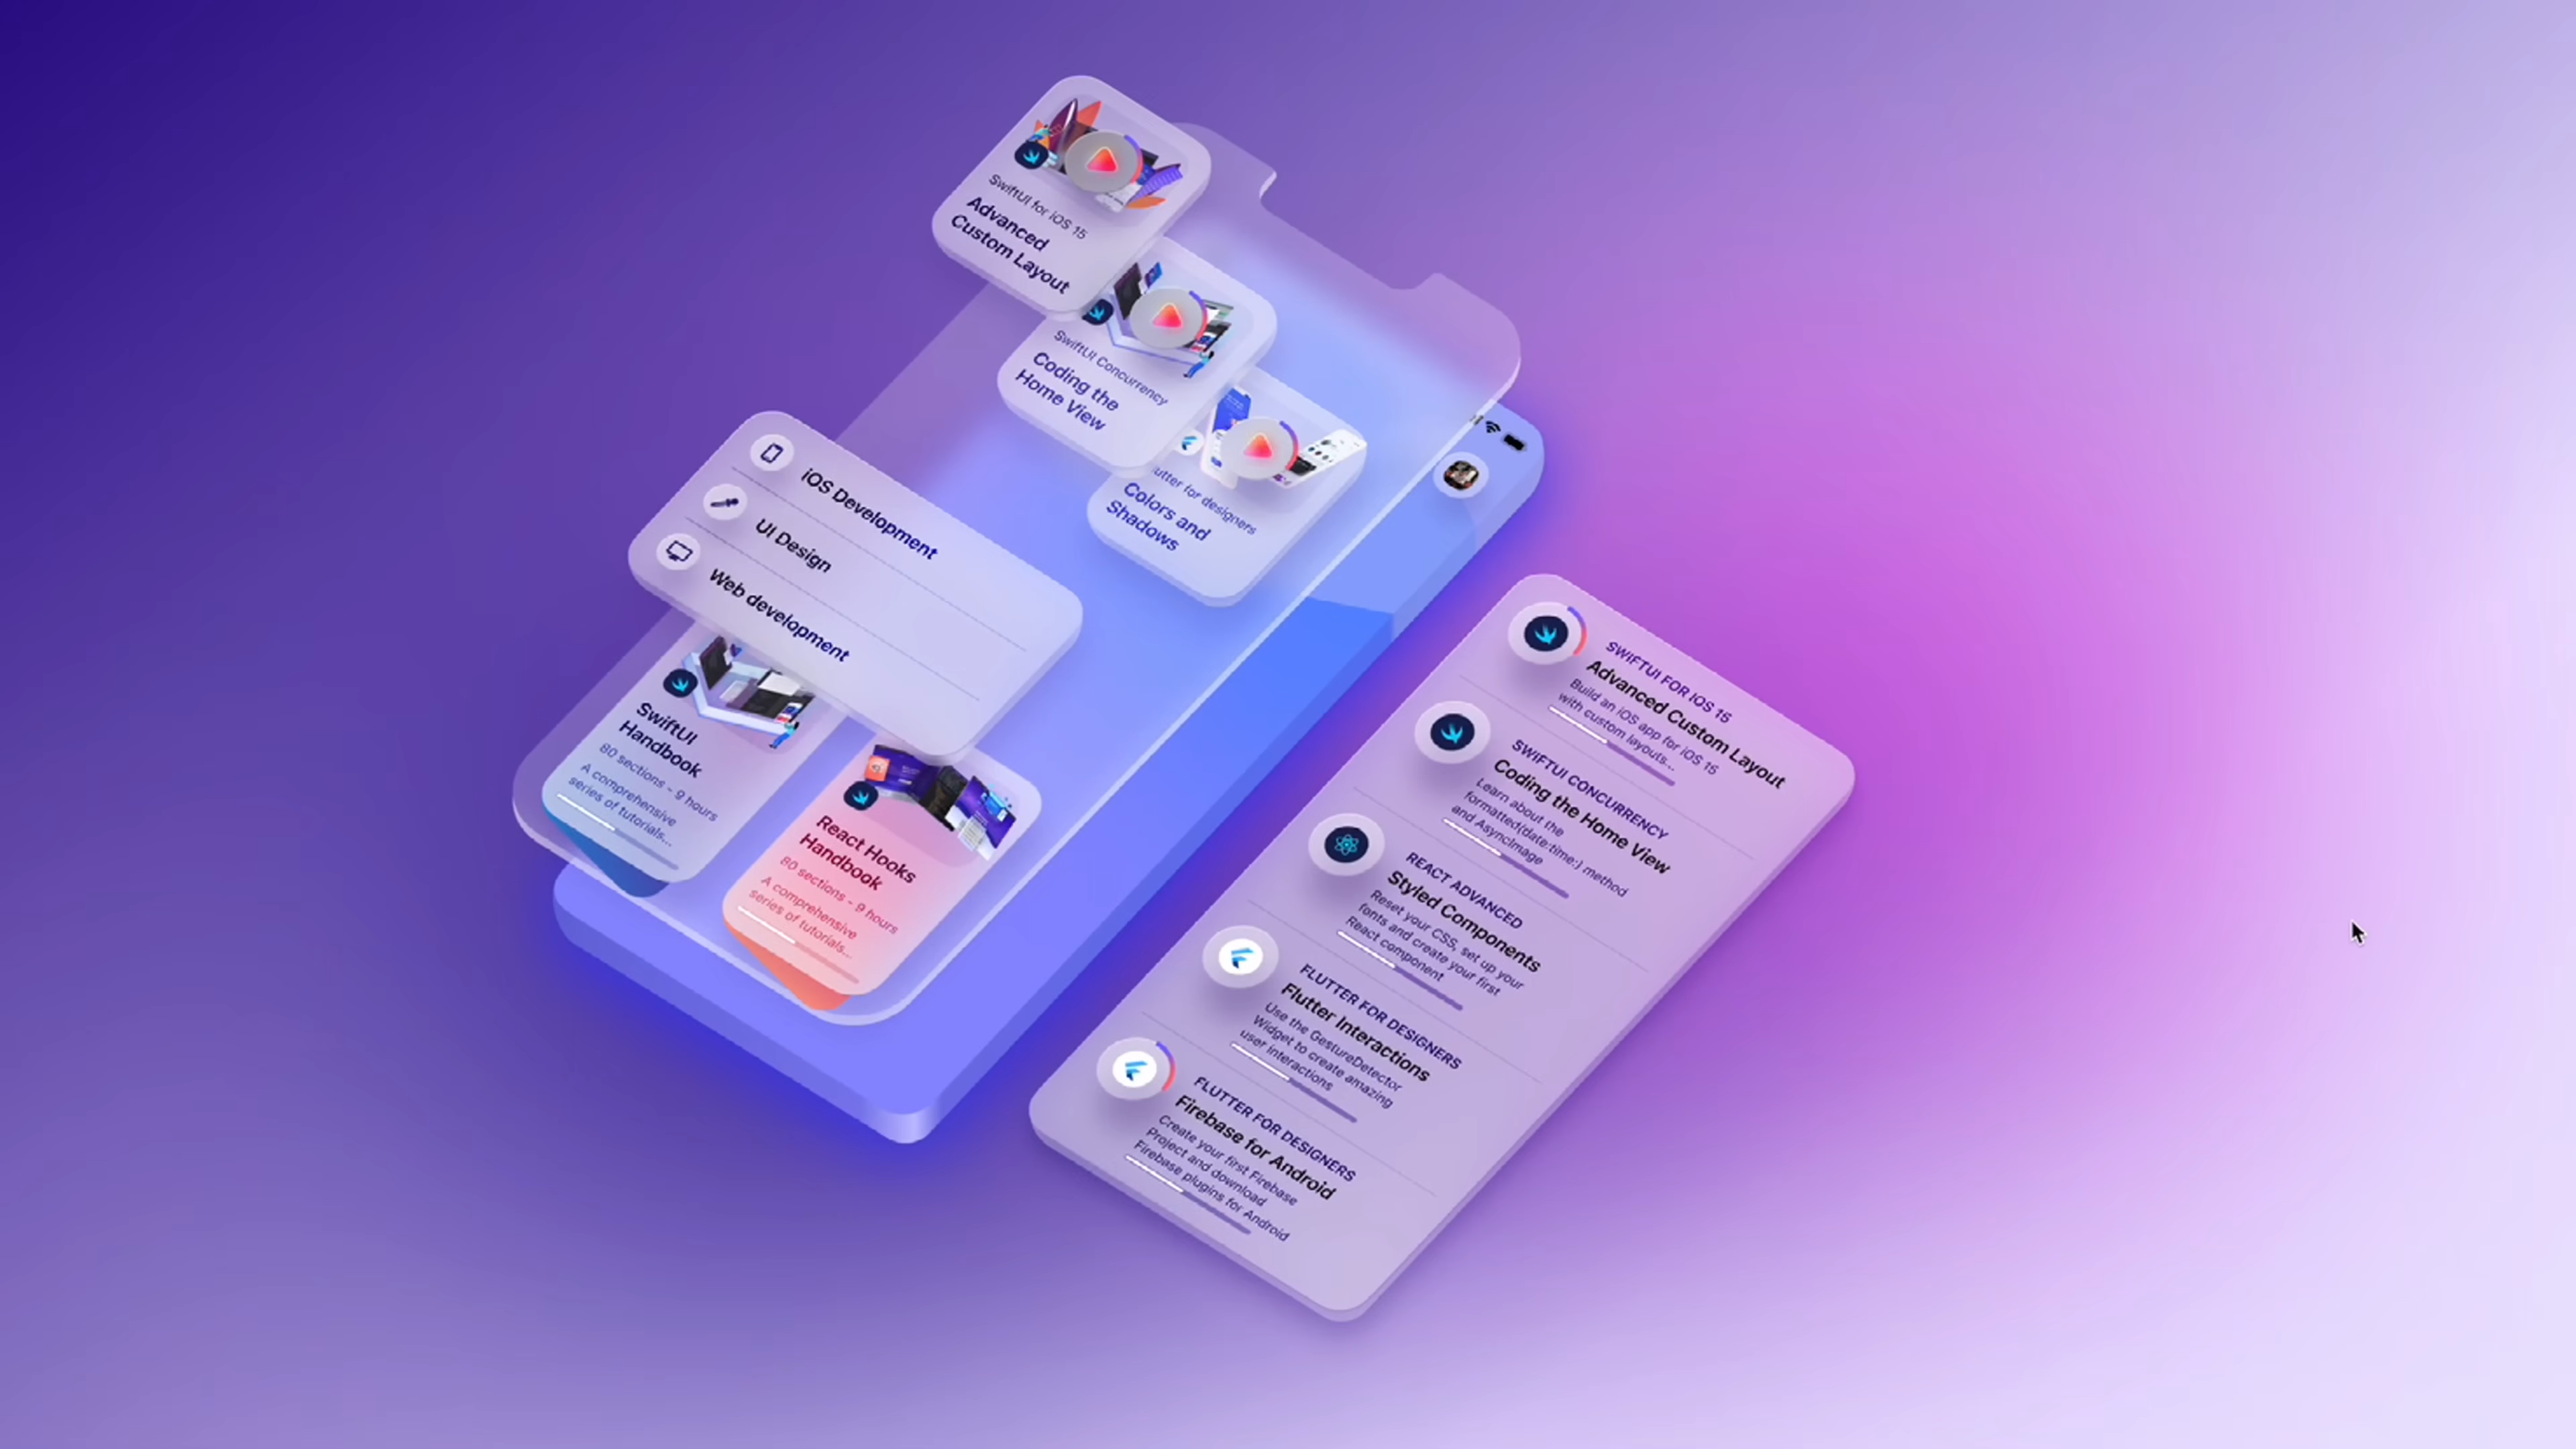 SwiftUI for iOS 15
Advanced
Custom Layout
SwiftUI Concurrency
Coding the
Home View
for designers
Colors and
Shadows
iOS Development
UI Design
Web development
SwiftUI
Handbook
80 sections - 9 hours
A comprehensive
series of tutorials...
React Hooks
Handbook
80 sections - 9 hours
A comprehensive
series of tutorials...
SWIFTUI FOR IOS 15
Advanced Custom Layout
Build an iOS app for iOS 15
with custom layouts...
SWIFTUI CONCURRENCY
Coding the Home View
Learn about the
formatted(date:time:) method
and AsyncImage
REACT ADVANCED
Styled Components
Reset your CSS, set up your
fonts and create your first
React component
FLUTTER FOR DESIGNERS
Flutter Interactions
Use the GestureDetector
Widget to create amazing
user interactions
FLUTTER FOR DESIGNERS
Firebase for Android
Create your first Firebase
Project and download
Firebase plugins for Android